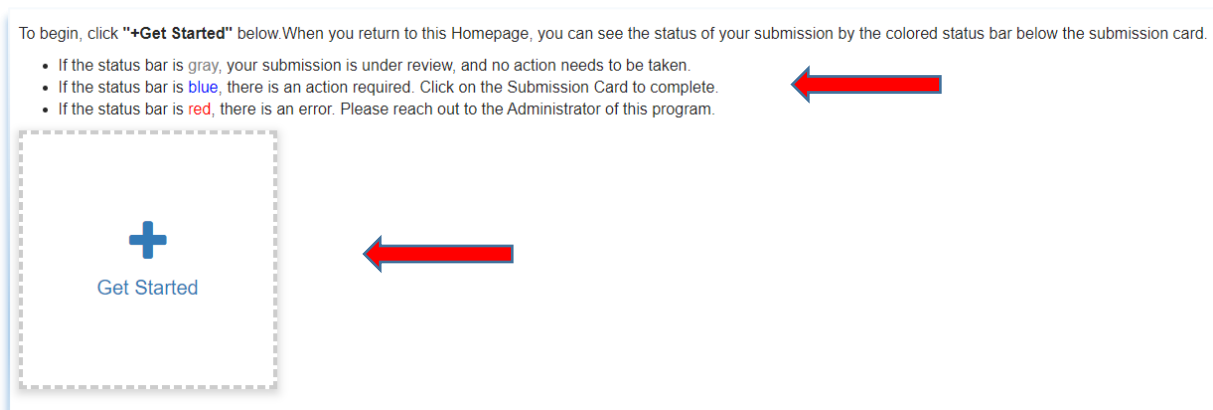 To begin, click "+Get Started" below.When you return to this Homepage, you can see the status of your submission by the colored status bar below the submission card.
• If the status bar is gray, your submission is under review, and no action needs to be taken.
• If the status bar is blue, there is an action required. Click on the Submission Card to complete.
• If the status bar is red, there is an error. Please reach out to the Administrator of this program.
Get Started